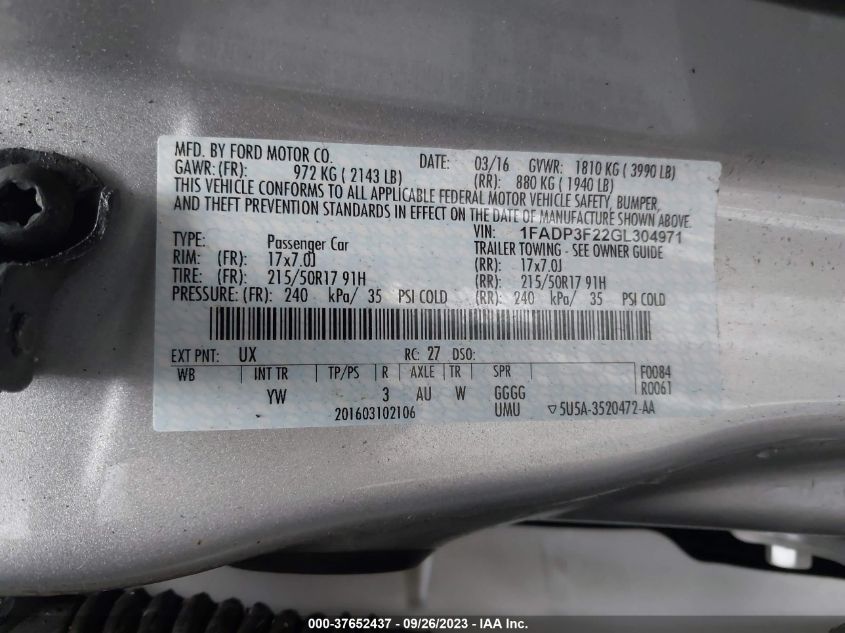 MFD. BY FORD MOTOR CO. DATE: 03/16 GVWR: 1810 KG ( 3990 LB)
GAWR: (FR): 972 KG ( 2143 LB) (RR): 880 KG ( 1940 LB)
THIS VEHICLE CONFORMS TO ALL APPLICABLE FEDERAL MOTOR VEHICLE SAFETY, BUMPER,
AND THEFT PREVENTION STANDARDS IN EFFECT ON THE DATE OF MANUFACTURE SHOWN ABOVE.
VIN: 1FADP3F22GL304971
TYPE: Passenger Car TRAILER TOWING - SEE OWNER GUIDE
RIM: (FR): 17x7.0J (RR): 17x7.0J
TIRE: (FR): 215/50R17 91H (RR): 215/50R17 91H
PRESSURE: (FR): 240 kPa/ 35 PSI COLD (RR): 240 kPa/ 35 PSI COLD
EXT PNT: UX RC: 27 DSO:
WB INT TR TP/PS R AXLE TR SPR F0084
YW 3 AU W GGGG R0061
201603102106 UMU ▽5U5A-3520472-AA
000-37652437 - 09/26/2023 - IAA Inc.